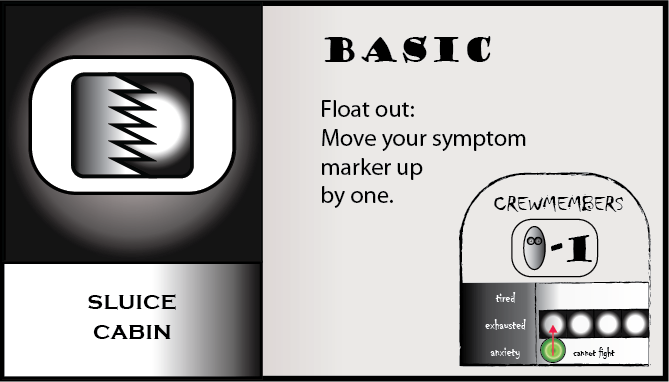 BASIC
Float out:
Move your symptom
marker up
by one.
SLUICE
CABIN
CREWMEMBERS
-1
tired
exhausted
anxiety
cannot fight